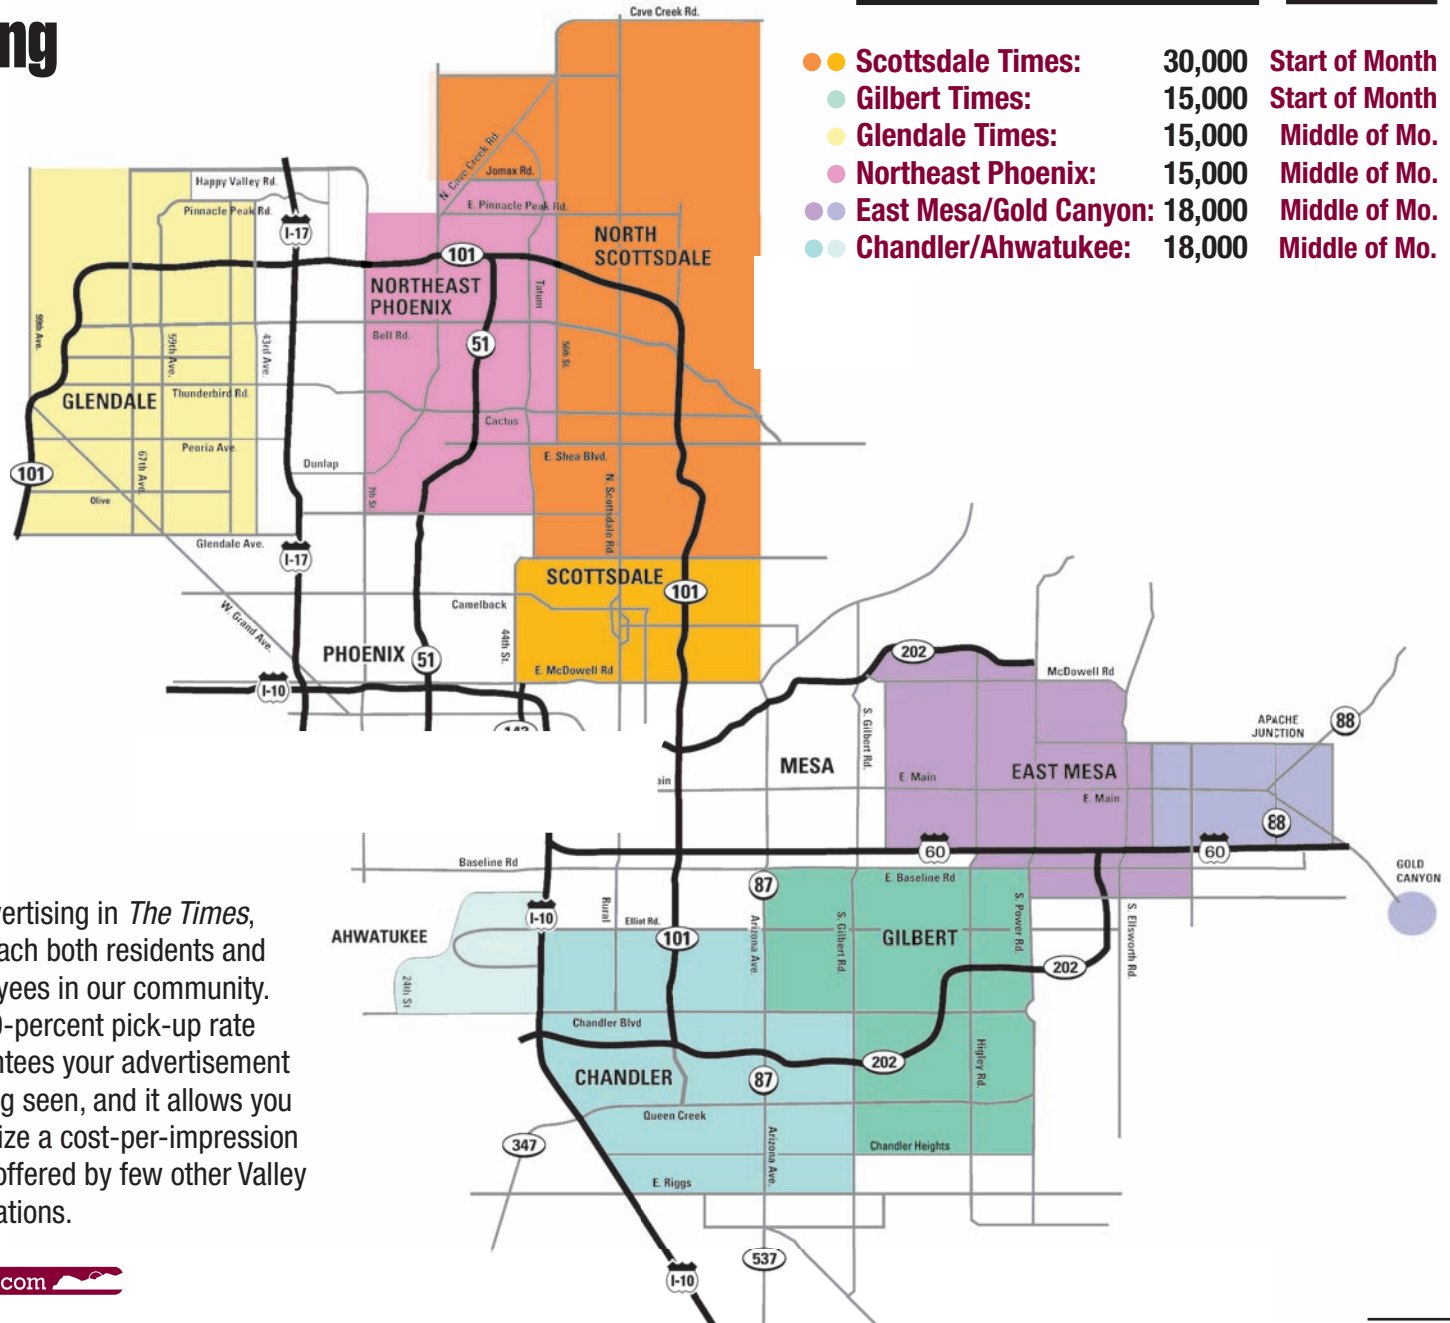 ng
Scottsdale Times: 30,000 Start of Month
Gilbert Times: 15,000 Start of Month
Glendale Times: 15,000 Middle of Mo.
Northeast Phoenix: 15,000 Middle of Mo.
East Mesa/Gold Canyon: 18,000 Middle of Mo.
Chandler/Ahwatukee: 18,000 Middle of Mo.
Cave Creek Rd.
N. Cave Creek Rd.
Jomax Rd.
Happy Valley Rd.
Pinnacle Peak Rd.
E. Pinnacle Peak Rd.
I-17
101
NORTH
SCOTTSDALE
NORTHEAST
PHOENIX
Tatum
99th Ave.
59th Ave.
43rd Ave.
Bell Rd.
51
56th St.
GLENDALE
Thunderbird Rd.
Cactus
Peoria Ave.
67th Ave.
Dunlap
E. Shea Blvd.
101
Olive
7th St.
N. Scottsdale Rd.
Glendale Ave.
I-17
SCOTTSDALE
101
Camelback
W. Grand Ave.
44th St.
PHOENIX
51
E. McDowell Rd
202
McDowell Rd
I-10
S. Gilbert Rd.
APACHE
JUNCTION
88
MESA
E. Main
EAST MESA
E. Main
ain
88
60
60
Baseline Rd
E. Baseline Rd
GOLD
CANYON
87
Rural
Elliot Rd.
I-10
AHWATUKEE
101
Arizona Ave.
S. Gilbert Rd.
GILBERT
S. Power Rd.
S. Ellsworth Rd.
202
24th St
Chandler Blvd
202
Higley Rd.
CHANDLER
87
Queen Creek
347
Arizona Ave.
Chandler Heights
E. Riggs
537
I-10
vertising in The Times,
ach both residents and
yees in our community.
0-percent pick-up rate
ntees your advertisement
g seen, and it allows you
ize a cost-per-impression
offered by few other Valley
ations.
com